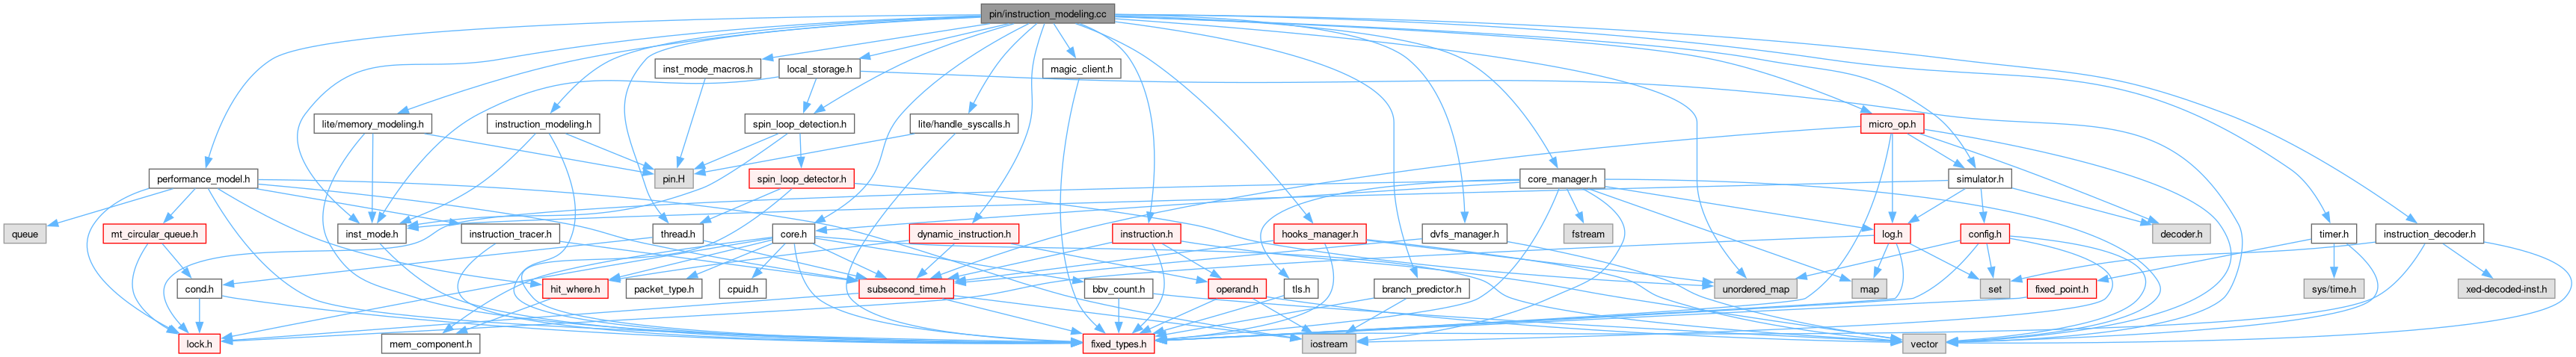 pin/instruction_modeling.cc
inst_mode_macros.h
local_storage.h
magic_client.h
lite/memory_modeling.h
instruction_modeling.h
spin_loop_detection.h
lite/handle_syscalls.h
micro_op.h
performance_model.h
pin.H
spin_loop_detector.h
core_manager.h
simulator.h
queue
mt_circular_queue.h
inst_mode.h
instruction_tracer.h
thread.h
core.h
dynamic_instruction.h
instruction.h
hooks_manager.h
dvfs_manager.h
fstream
log.h
config.h
decoder.h
timer.h
instruction_decoder.h
cond.h
hit_where.h
packet_type.h
cpuid.h
subsecond_time.h
bbv_count.h
operand.h
tls.h
branch_predictor.h
unordered_map
map
set
fixed_point.h
sys/time.h
xed-decoded-inst.h
lock.h
mem_component.h
fixed_types.h
iostream
vector